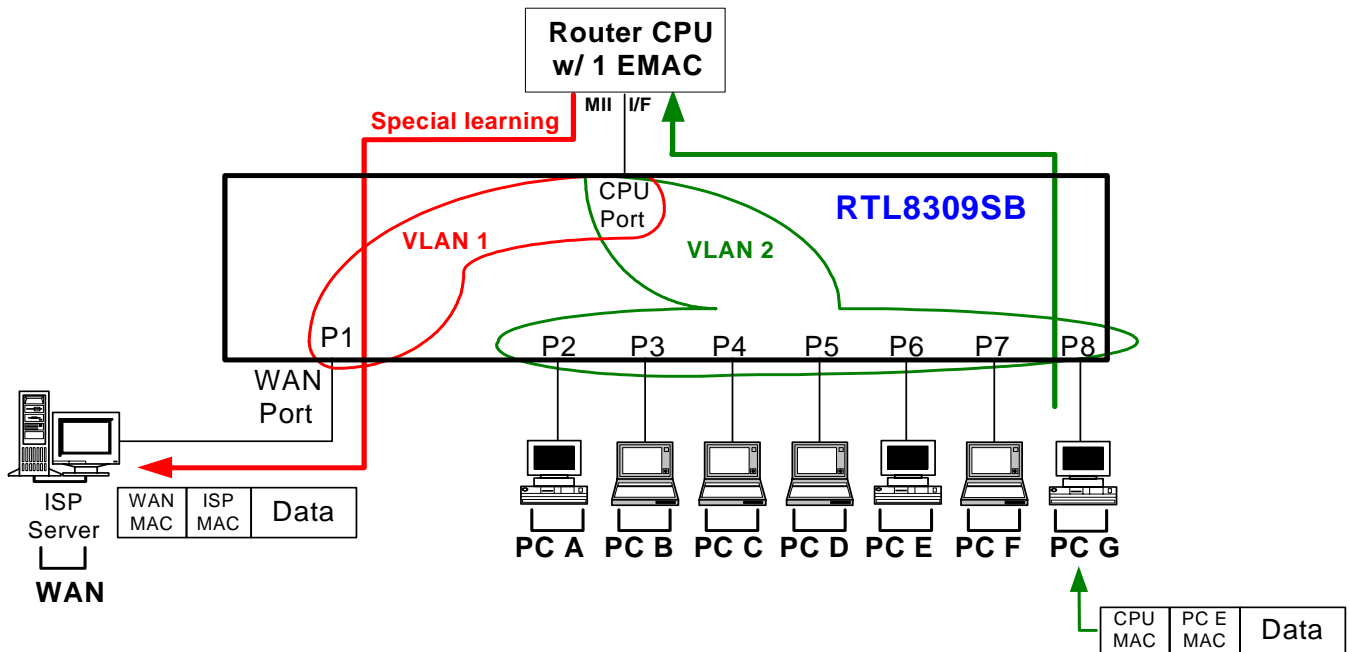 Router CPU
w/ 1 EMAC
MII I/F
Special learning
CPU
Port
RTL8309SB
VLAN 1
VLAN 2
P1
P2 P3 P4 P5 P6 P7 P8
WAN
Port
ISP
Server
WAN
WAN
MAC
ISP
MAC
Data
PC A PC B PC C PC D PC E PC F PC G
CPU
MAC
PC E
MAC
Data